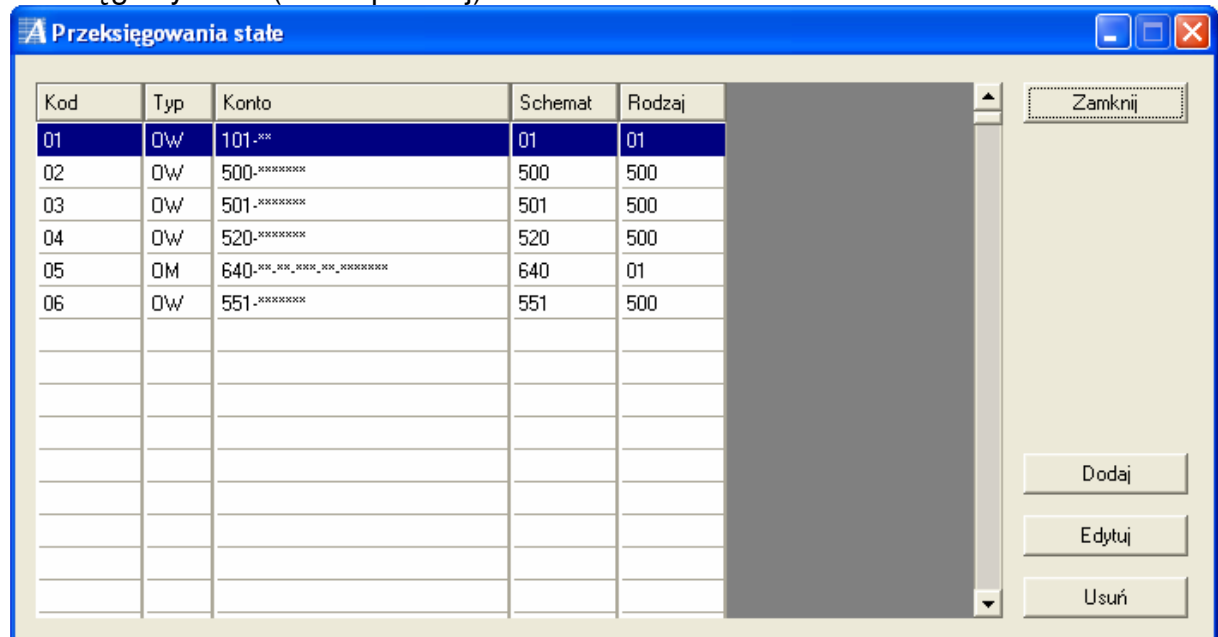 Przeksięgowania stałe
Kod Typ Konto Schemat Rodzaj Zamknij
01 OW 101-** 01 01
02 OW 500-******* 500 500
03 OW 501-******* 501 500
04 OW 520-******* 520 500
05 OM 640-**-**-***-**-******* 640 01
06 OW 551-******* 551 500
Dodaj
Edytuj
Usuń